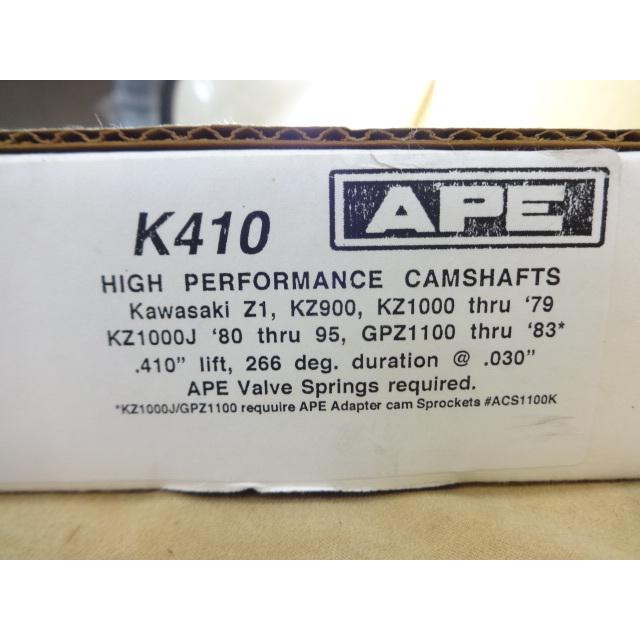 APE
K410
HIGH PERFORMANCE CAMSHAFTS
Kawasaki Z1, KZ900, KZ1000 thru '79
KZ1000J '80 thru 95, GPZ1100 thru '83*
.410" lift, 266 deg. duration @ .030"
APE Valve Springs required.
*KZ1000J/GPZ1100 requuire APE Adapter cam Sprockets #ACS1100K